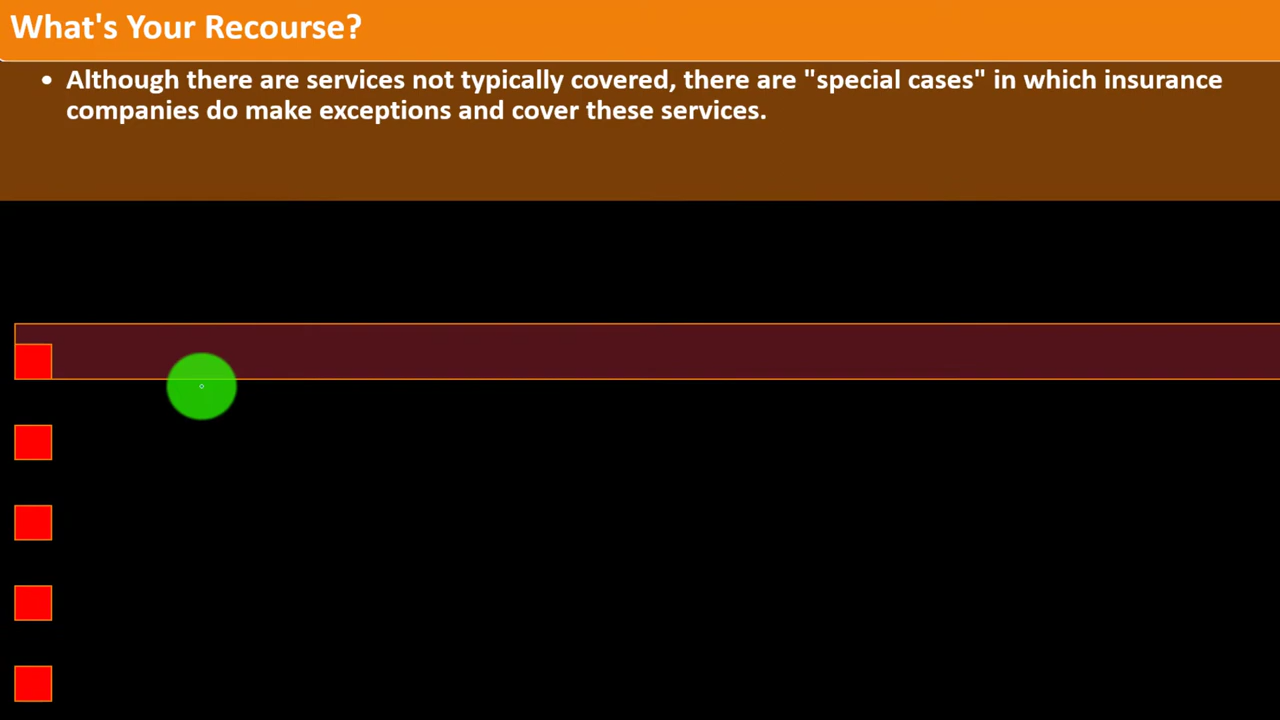 What's Your Recourse?
• Although there are services not typically covered, there are "special cases" in which insurance
companies do make exceptions and cover these services.